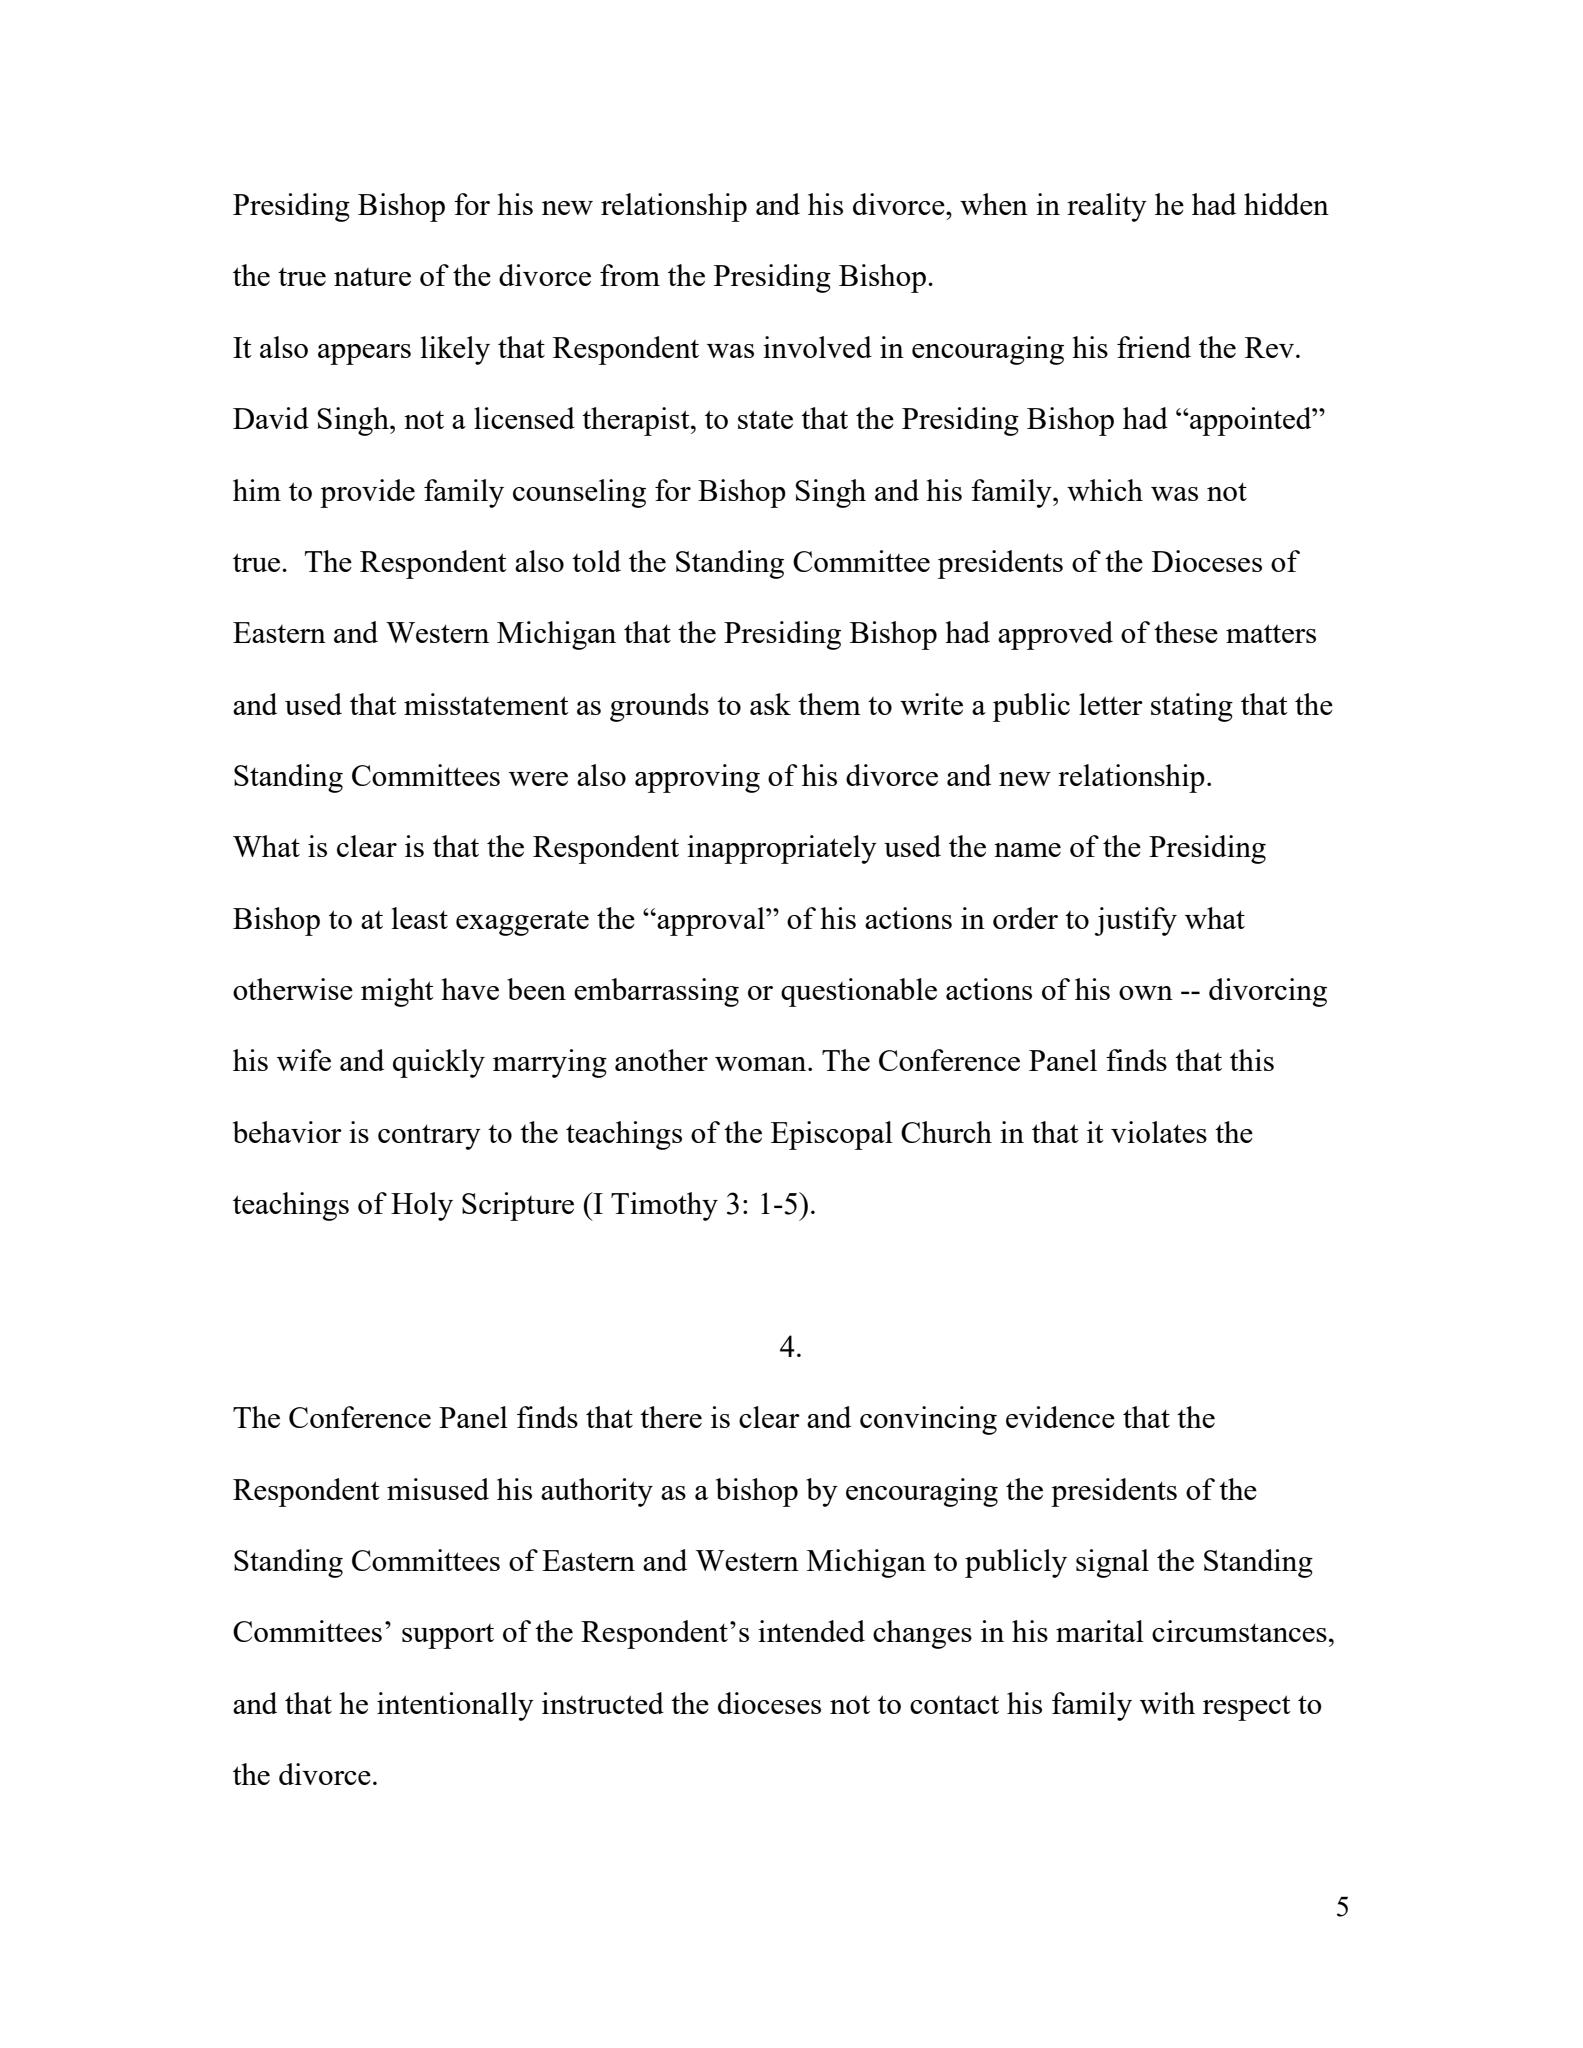 Presiding Bishop for his new relationship and his divorce, when in reality he had hidden
the true nature of the divorce from the Presiding Bishop.
It also appears likely that Respondent was involved in encouraging his friend the Rev.
David Singh, not a licensed therapist, to state that the Presiding Bishop had “appointed”
him to provide family counseling for Bishop Singh and his family, which was not
true.  The Respondent also told the Standing Committee presidents of the Dioceses of
Eastern and Western Michigan that the Presiding Bishop had approved of these matters
and used that misstatement as grounds to ask them to write a public letter stating that the
Standing Committees were also approving of his divorce and new relationship.
What is clear is that the Respondent inappropriately used the name of the Presiding
Bishop to at least exaggerate the “approval” of his actions in order to justify what
otherwise might have been embarrassing or questionable actions of his own -- divorcing
his wife and quickly marrying another woman. The Conference Panel finds that this
behavior is contrary to the teachings of the Episcopal Church in that it violates the
teachings of Holy Scripture (I Timothy 3: 1-5).
4.
The Conference Panel finds that there is clear and convincing evidence that the
Respondent misused his authority as a bishop by encouraging the presidents of the
Standing Committees of Eastern and Western Michigan to publicly signal the Standing
Committees’ support of the Respondent’s intended changes in his marital circumstances,
and that he intentionally instructed the dioceses not to contact his family with respect to
the divorce.
5